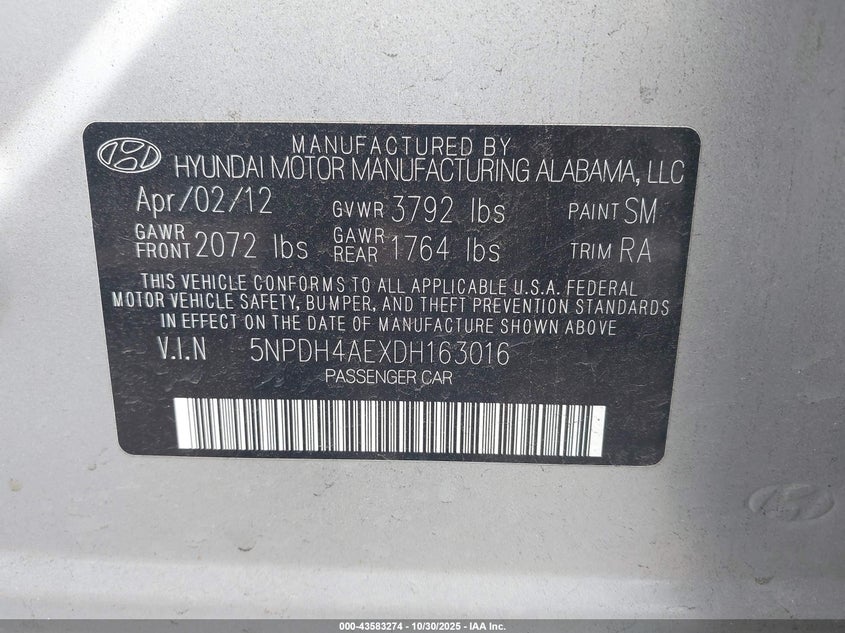 MANUFACTURED BY
HYUNDAI MOTOR MANUFACTURING ALABAMA, LLC
Apr/02/12 GVWR 3792 lbs PAINT SM
GAWR FRONT 2072 lbs GAWR REAR 1764 lbs TRIM RA
THIS VEHICLE CONFORMS TO ALL APPLICABLE U.S.A. FEDERAL
MOTOR VEHICLE SAFETY, BUMPER, AND THEFT PREVENTION STANDARDS
IN EFFECT ON THE DATE OF MANUFACTURE SHOWN ABOVE
V.I.N 5NPDH4AEXDH163016
PASSENGER CAR
000-43583274 | 10/30/2025 - IAA Inc.